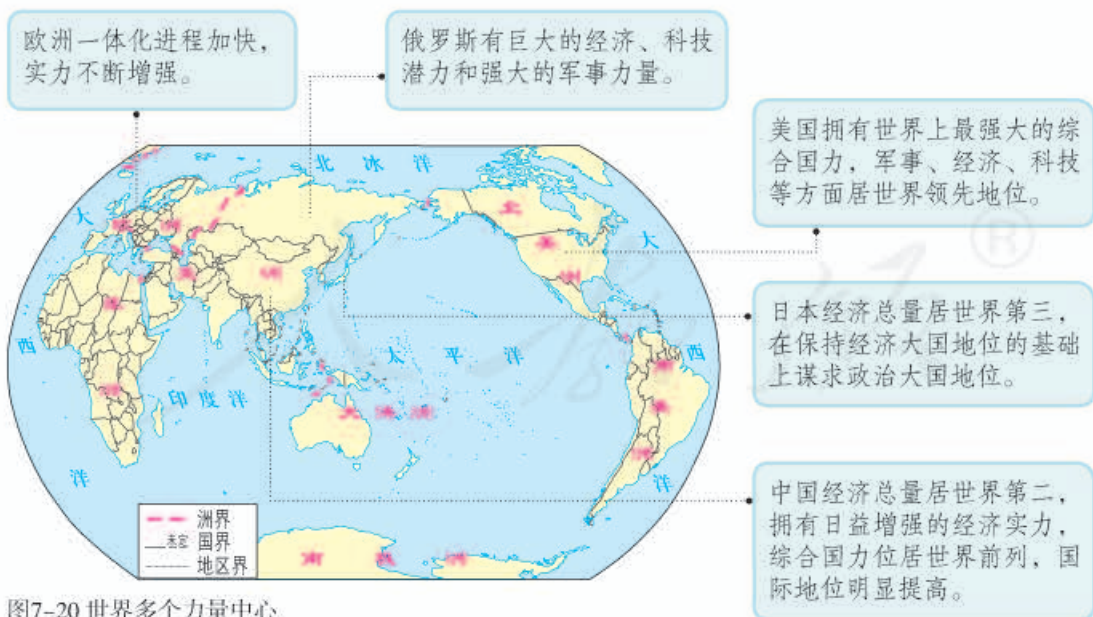 欧洲一体化进程加快，
实力不断增强。
俄罗斯有巨大的经济、科技
潜力和强大的军事力量。
美国拥有世界上最强大的综
合国力，军事、经济、科技
等方面居世界领先地位。
日本经济总量居世界第三，
在保持经济大国地位的基础
上谋求政治大国地位。
中国经济总量居世界第二，
拥有日益增强的经济实力，
综合国力位居世界前列，国
际地位明显提高。
北冰洋
大
西
洋
印度洋
太平洋
大
西
洋
北
美
南
大
洲界
未定 国界
地区界
图7-20 世界多个力量中心